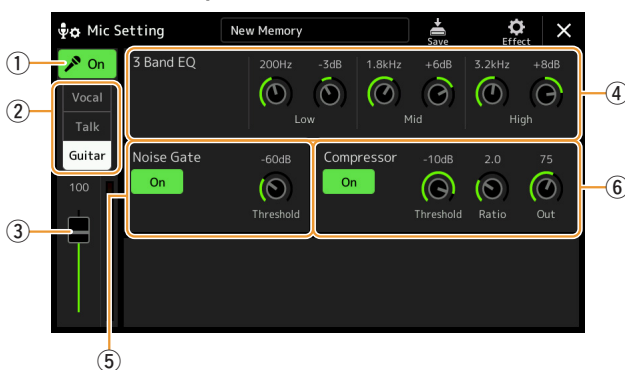 Mic Setting
New Memory
Save
Effect
1
On
3 Band EQ
200Hz
-3dB
1.8kHz
+6dB
3.2kHz
+8dB
Low
Mid
High
4
2
Vocal
Talk
Guitar
Noise Gate
On
-60dB
Threshold
Compressor
On
-10dB
2.0
75
Threshold
Ratio
Out
6
100
3
5